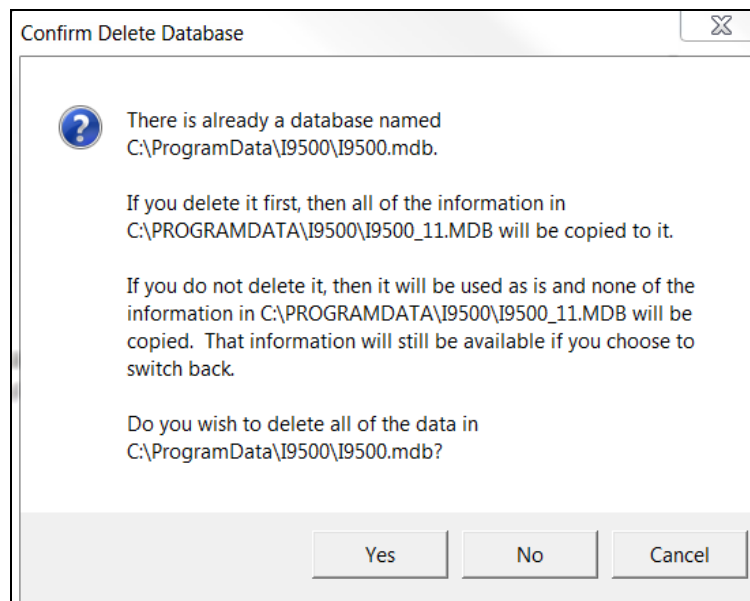 Confirm Delete Database
There is already a database named
C:\ProgramData\I9500\I9500.mdb.
If you delete it first, then all of the information in
C:\PROGRAMDATA\I9500\I9500_11.MDB will be copied to it.
If you do not delete it, then it will be used as is and none of the
information in C:\PROGRAMDATA\I9500\I9500_11.MDB will be
copied.  That information will still be available if you choose to
switch back.
Do you wish to delete all of the data in
C:\ProgramData\I9500\I9500.mdb?
Yes No Cancel